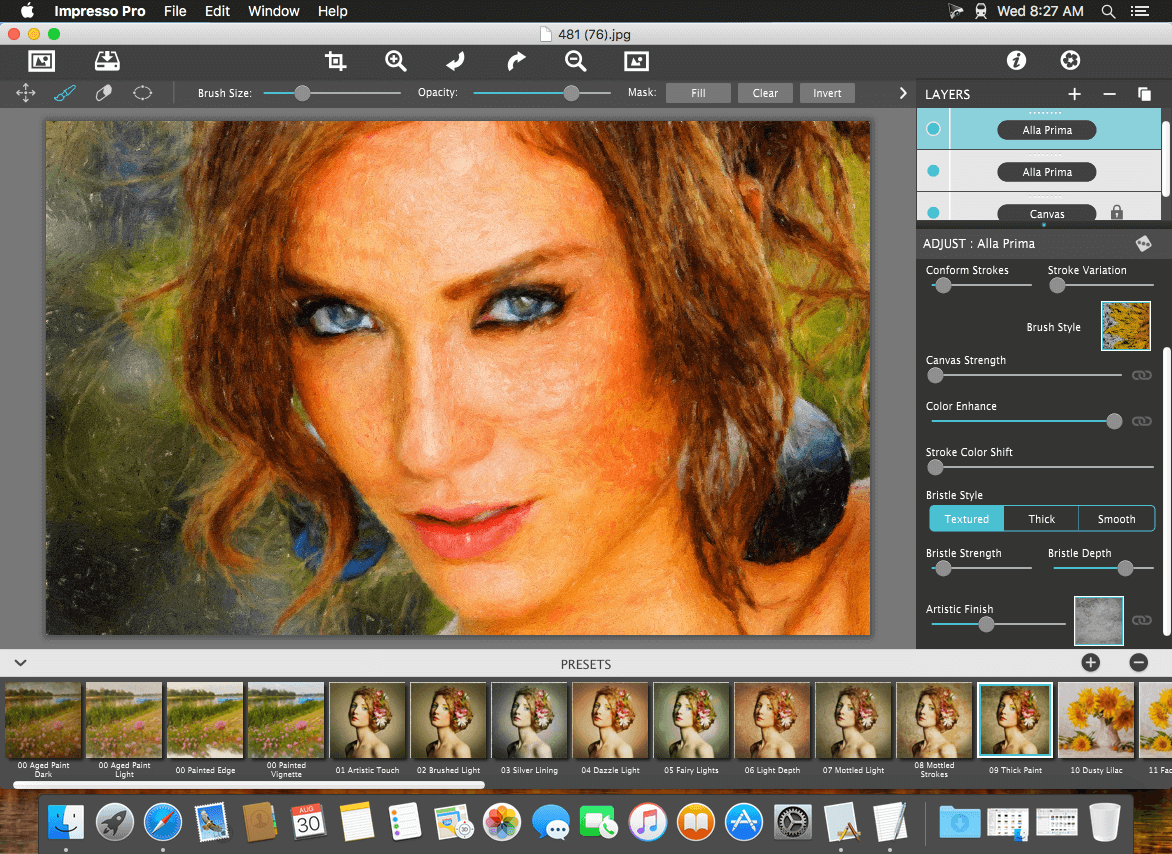 Impresso Pro File Edit Window Help Wed 8:27 AM
481 (76).jpg
Brush Size: Opacity: Mask: Fill Clear Invert
LAYERS
Alla Prima
Alla Prima
Canvas
ADJUST : Alla Prima
Conform Strokes Stroke Variation
Brush Style
Canvas Strength
Color Enhance
Stroke Color Shift
Bristle Style
Textured Thick Smooth
Bristle Strength Bristle Depth
Artistic Finish
PRESETS
00 Aged Paint Dark
00 Aged Paint Light
00 Painted Edge
00 Painted Vignette
01 Artistic Touch
02 Brushed Light
03 Silver Lining
04 Dazzle Light
05 Fairy Lights
06 Light Depth
07 Mottled Light
08 Mottled Strokes
09 Thick Paint
10 Dusty Lilac
11 Fac
AUG
30